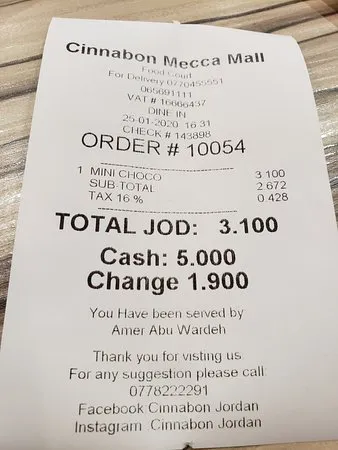 Cinnabon Mecca Mall
Food Court
For Delivery 0770455551
065691111
VAT # 16666437
DINE IN
25-01-2020 16:31
CHECK # 143898
ORDER # 10054
1 MINI CHOCO 3.100
SUB-TOTAL 2.672
TAX 16 % 0.428
TOTAL JOD: 3.100
Cash: 5.000
Change 1.900
You Have been served by
Amer Abu Wardeh
Thank you for visting us
For any suggestion please call:
0778222291
Facebook Cinnabon Jordan
Instagram Cinnabon Jordan